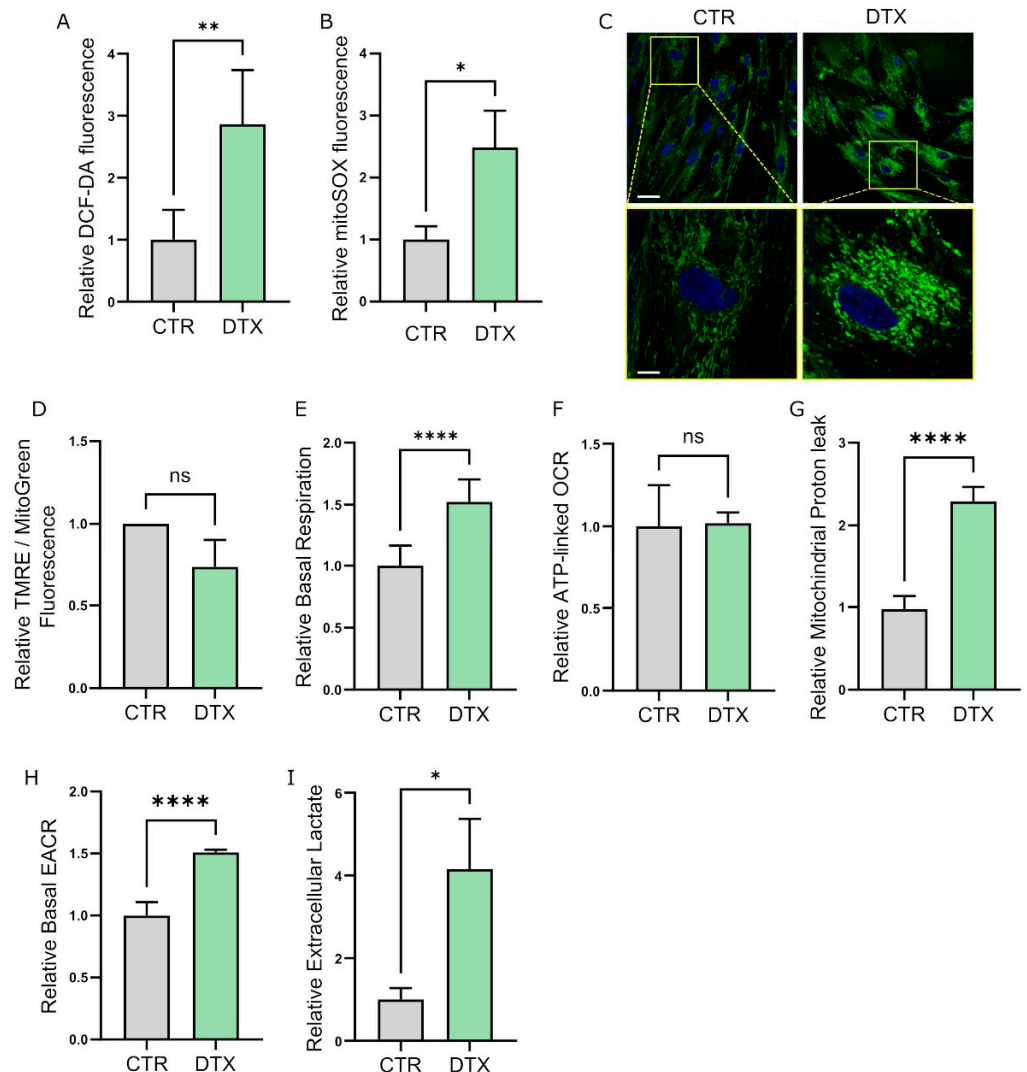 A
Relative DCF-DA fluorescence
4
3
2
1
0
**
CTR
DTX
B
Relative mitoSOX fluorescence
4
3
2
1
0
*
CTR
DTX
C
CTR
DTX
D
Relative TMRE / MitoGreen
Fluorescence
1.5
1.0
0.5
0.0
ns
CTR
DTX
E
Relative Basal Respiration
2.0
1.5
1.0
0.5
0.0
****
CTR
DTX
F
Relative ATP-linked OCR
1.5
1.0
0.5
0.0
ns
CTR
DTX
G
Relative Mitochindrial Proton leak
3
2
1
0
****
CTR
DTX
H
Relative Basal EACR
2.0
1.5
1.0
0.5
0.0
****
CTR
DTX
I
Relative Extracellular Lactate
6
4
2
0
*
CTR
DTX